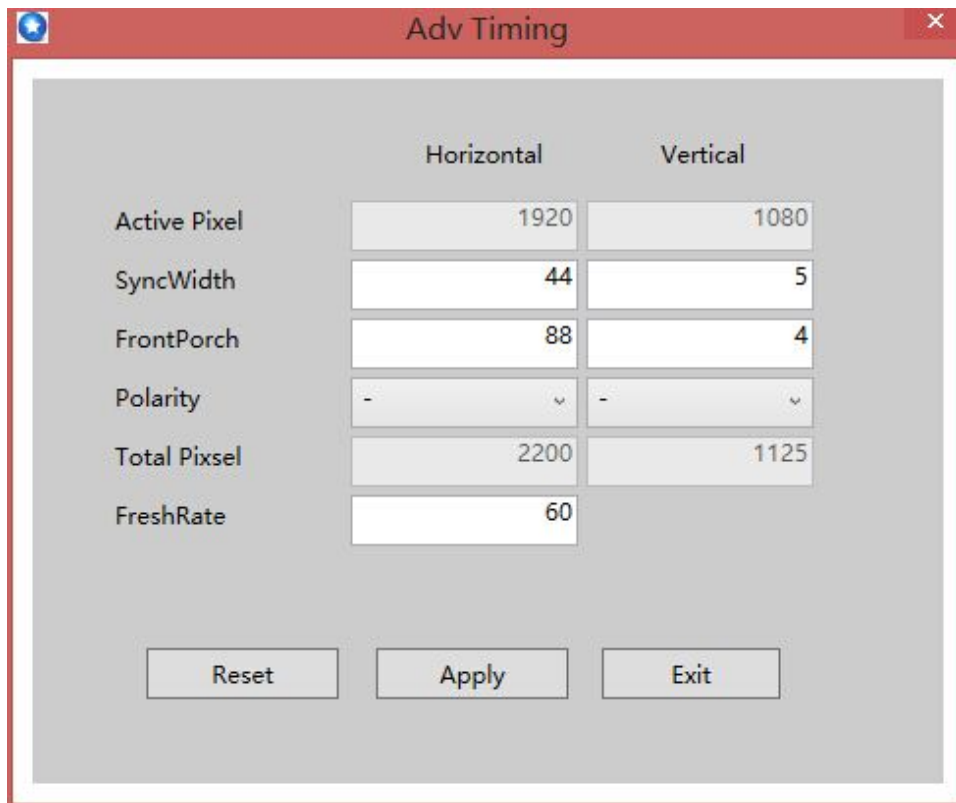 Adv Timing
Horizontal Vertical
Active Pixel 1920 1080
SyncWidth 44 5
FrontPorch 88 4
Polarity - -
Total Pixsel 2200 1125
FreshRate 60
Reset Apply Exit